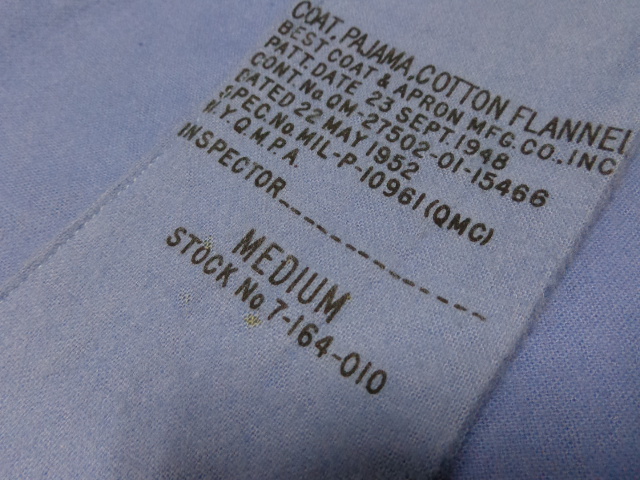 COAT, PAJAMA, COTTON FLANNEL
BEST COAT & APRON MFG. CO., INC
PATT. DATE 23 SEPT. 1948
CONT No. QM-27502-01-15466
DATED 22 MAY 1952
SPEC. No. MIL-P-10961 (QMC)
N.Y. Q.M.P.A.
INSPECTOR_______________
MEDIUM
STOCK No. 7-164-010